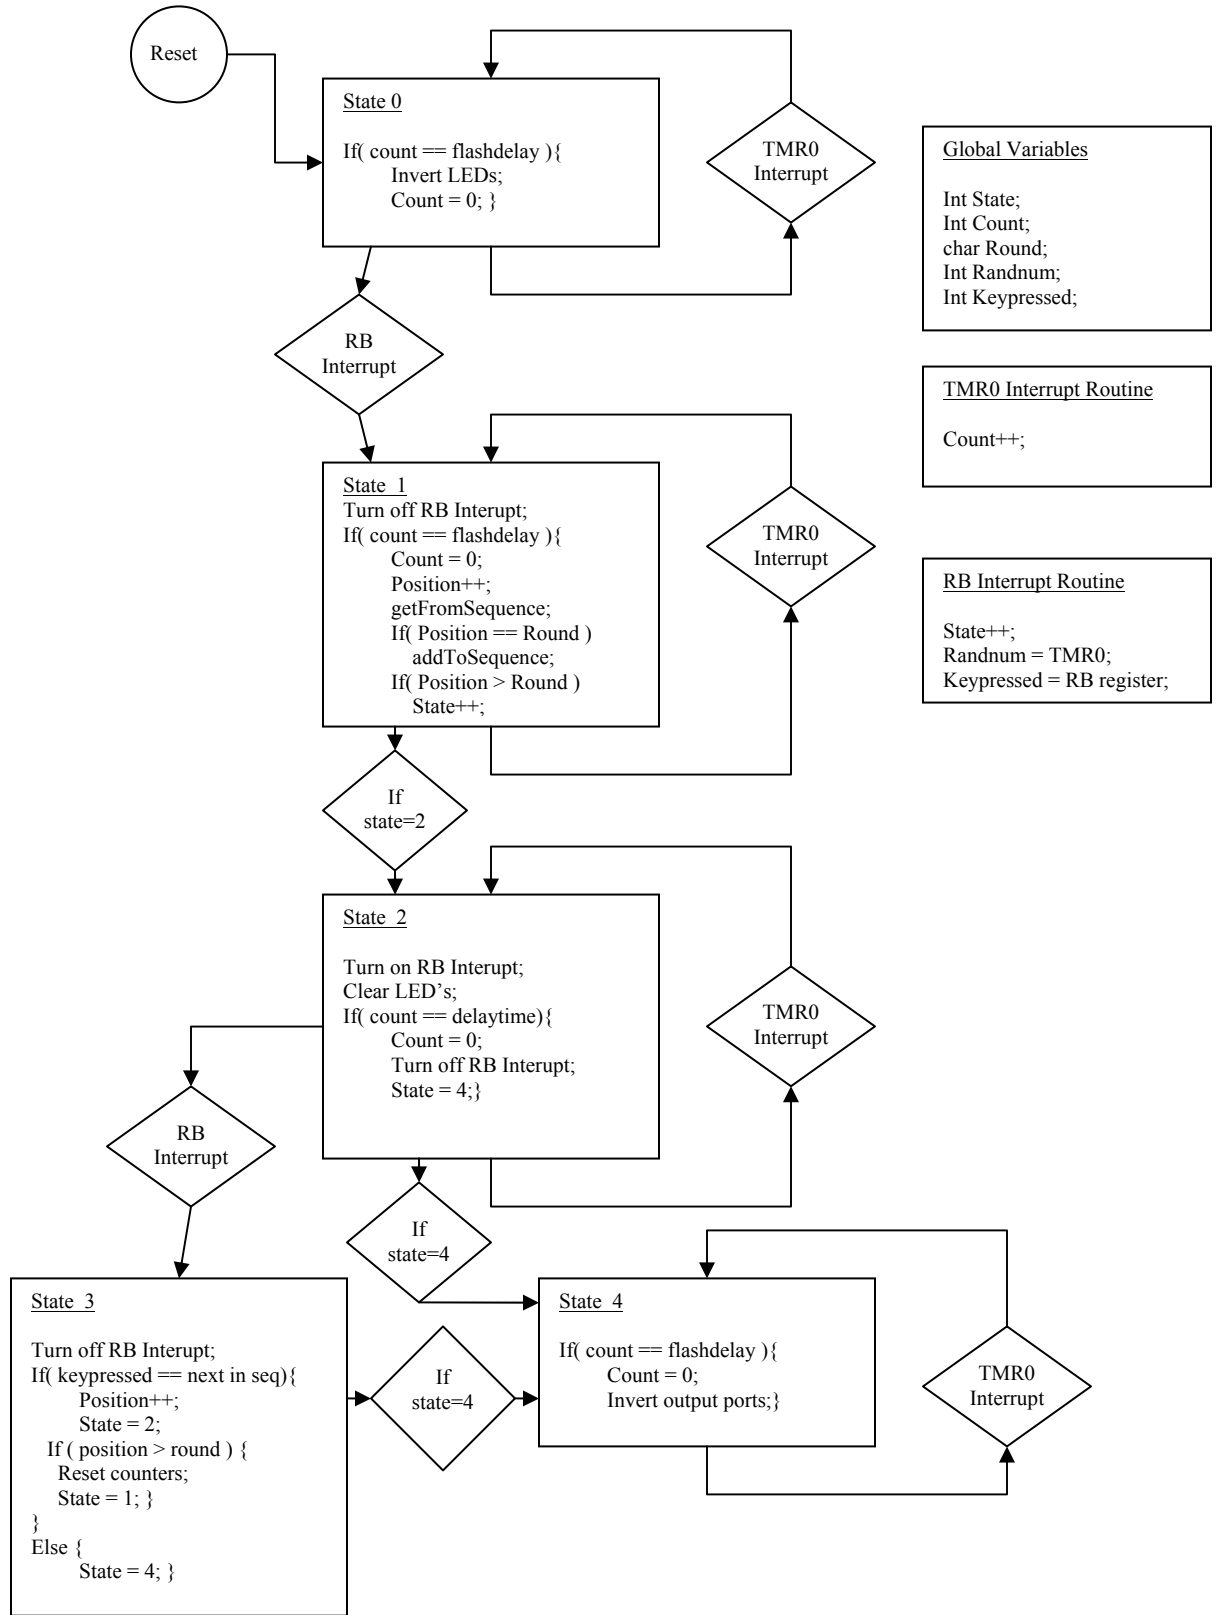 Reset
State 0
If( count == flashdelay ){
Invert LEDs;
Count = 0; }
TMR0
Interrupt
Global Variables
Int State;
Int Count;
char Round;
Int Randnum;
Int Keypressed;
RB
Interrupt
TMR0 Interrupt Routine
Count++;
State  1
Turn off RB Interupt;
If( count == flashdelay ){
Count = 0;
Position++;
getFromSequence;
If( Position == Round )
addToSequence;
If( Position > Round )
State++;
TMR0
Interrupt
RB Interrupt Routine
State++;
Randnum = TMR0;
Keypressed = RB register;
If
state=2
State  2
Turn on RB Interupt;
Clear LED’s;
If( count == delaytime){
Count = 0;
Turn off RB Interupt;
State = 4;}
TMR0
Interrupt
RB
Interrupt
If
state=4
State  3
Turn off RB Interupt;
If( keypressed == next in seq){
Position++;
State = 2;
If ( position > round ) {
Reset counters;
State = 1; }
}
Else {
State = 4; }
If
state=4
State  4
If( count == flashdelay ){
Count = 0;
Invert output ports;}
TMR0
Interrupt